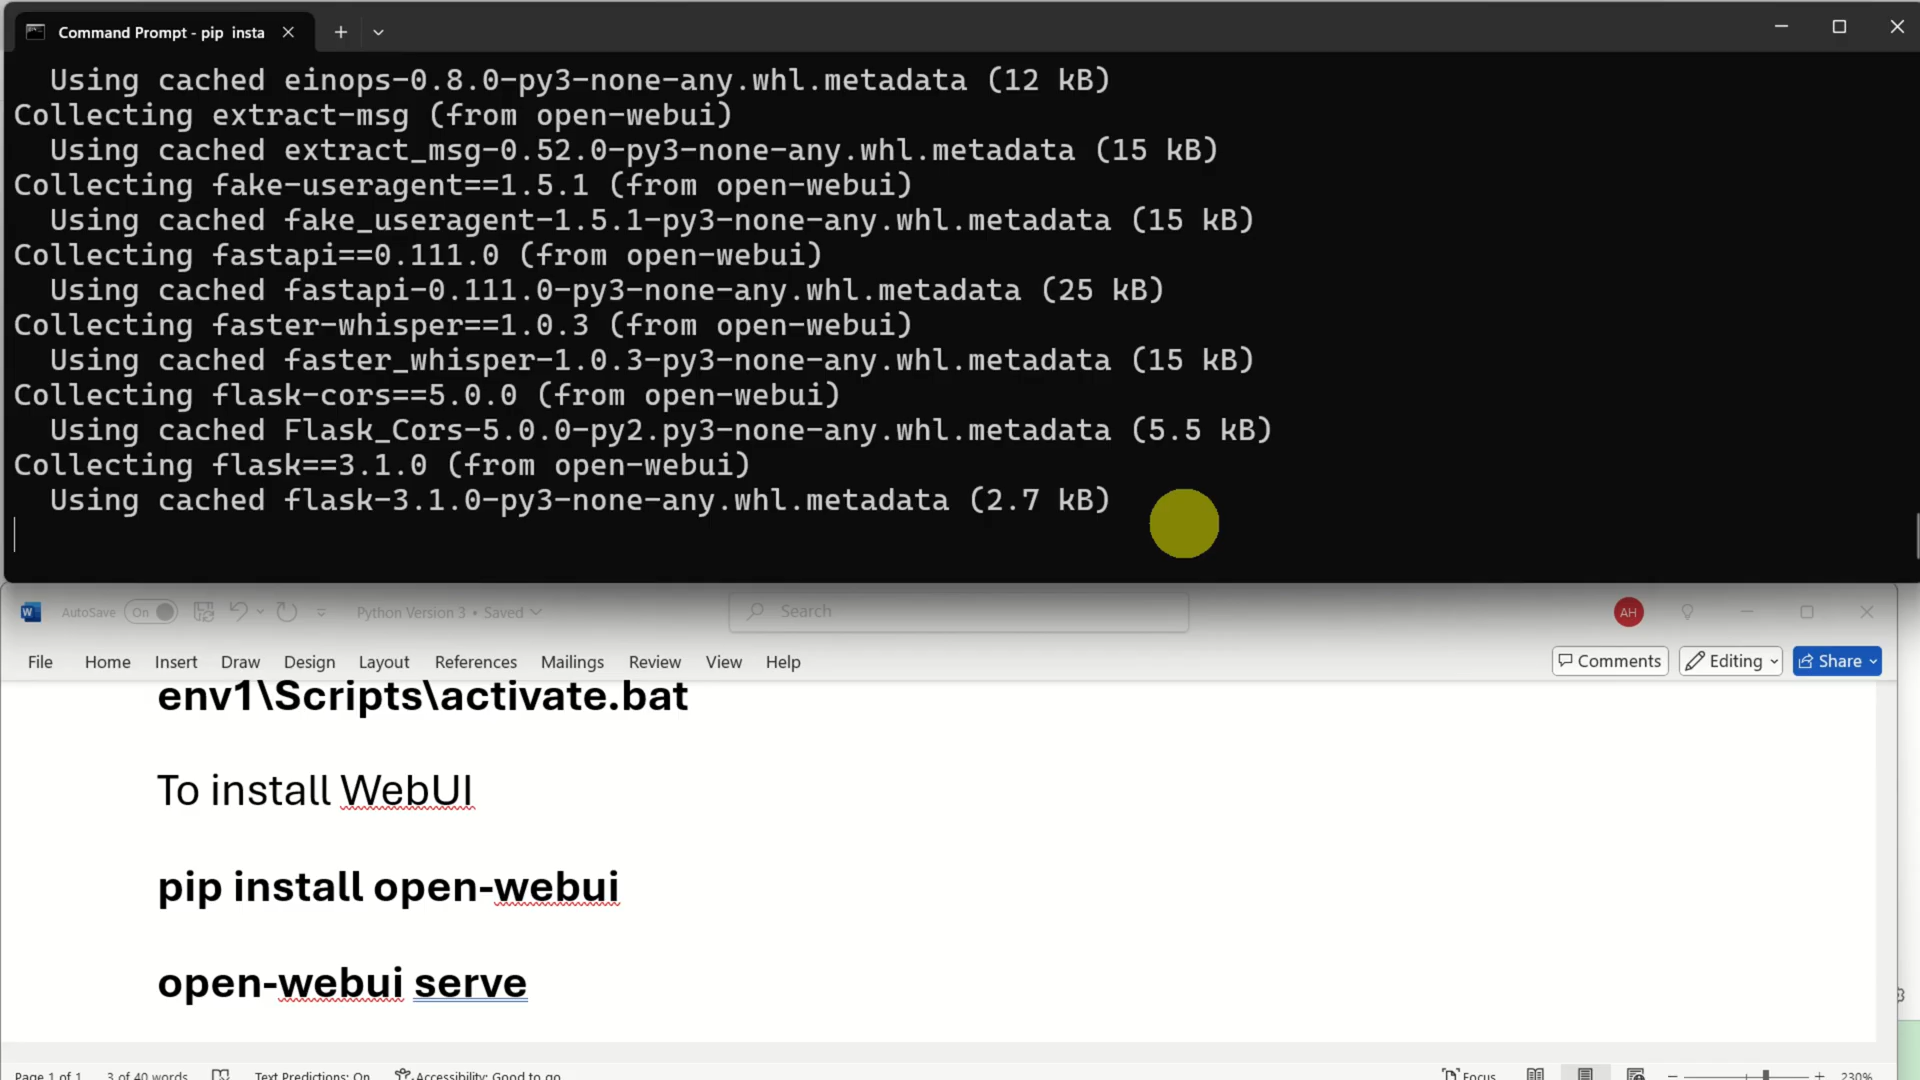 Command Prompt - pip insta
Using cached einops-0.8.0-py3-none-any.whl.metadata (12 kB)
Collecting extract-msg (from open-webui)
Using cached extract_msg-0.52.0-py3-none-any.whl.metadata (15 kB)
Collecting fake-useragent==1.5.1 (from open-webui)
Using cached fake_useragent-1.5.1-py3-none-any.whl.metadata (15 kB)
Collecting fastapi==0.111.0 (from open-webui)
Using cached fastapi-0.111.0-py3-none-any.whl.metadata (25 kB)
Collecting faster-whisper==1.0.3 (from open-webui)
Using cached faster_whisper-1.0.3-py3-none-any.whl.metadata (15 kB)
Collecting flask-cors==5.0.0 (from open-webui)
Using cached Flask_Cors-5.0.0-py2.py3-none-any.whl.metadata (5.5 kB)
Collecting flask==3.1.0 (from open-webui)
Using cached flask-3.1.0-py3-none-any.whl.metadata (2.7 kB)
W AutoSave On Python Version 3 • Saved Search AH
File Home Insert Draw Design Layout References Mailings Review View Help Comments Editing Share
env1\Scripts\activate.bat
To install WebUI
pip install open-webui
open-webui serve
Page 1 of 1 3 of 40 words Text Predictions: On Accessibility: Good to go Focus 230%